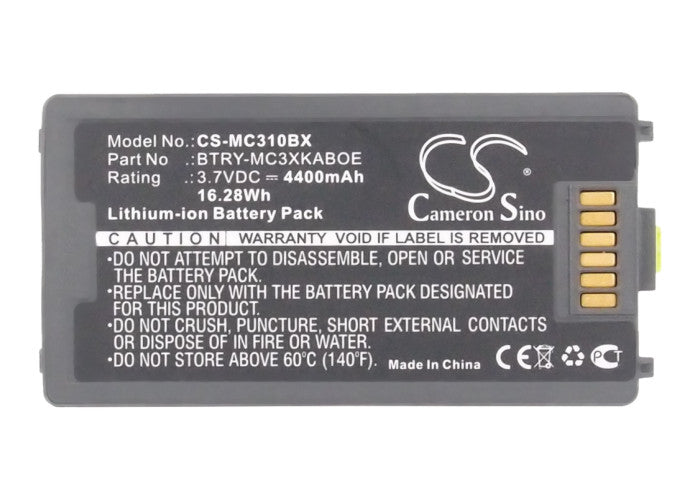 Model No.: CS-MC310BX
Part No : BTRY-MC3XKABOE
Rating : 3.7VDC ⎓ 4400mAh
16.28Wh
Lithium-ion Battery Pack
CS
Cameron Sino
CAUTION WARRANTY VOID IF LABEL IS REMOVED
•DO NOT ATTEMPT TO DISASSEMBLE, OPEN OR SERVICE
THE BATTERY PACK.
•REPLACE ONLY WITH THE BATTERY PACK DESIGNATED
FOR THIS PRODUCT.
•DO NOT CRUSH, PUNCTURE, SHORT EXTERNAL CONTACTS
OR DISPOSE OF IN FIRE OR WATER.
•DO NOT STORE ABOVE 60°C (140°F).
Made In China
CE
PCT